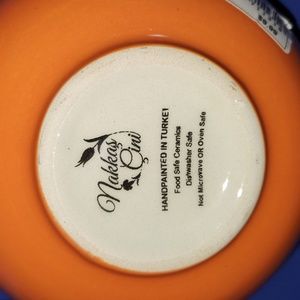 Nakkaş
Çini
HANDPAINTED IN TURKEY
Food Safe Ceramics
Dishwasher Safe
Not Microwave OR Oven Safe